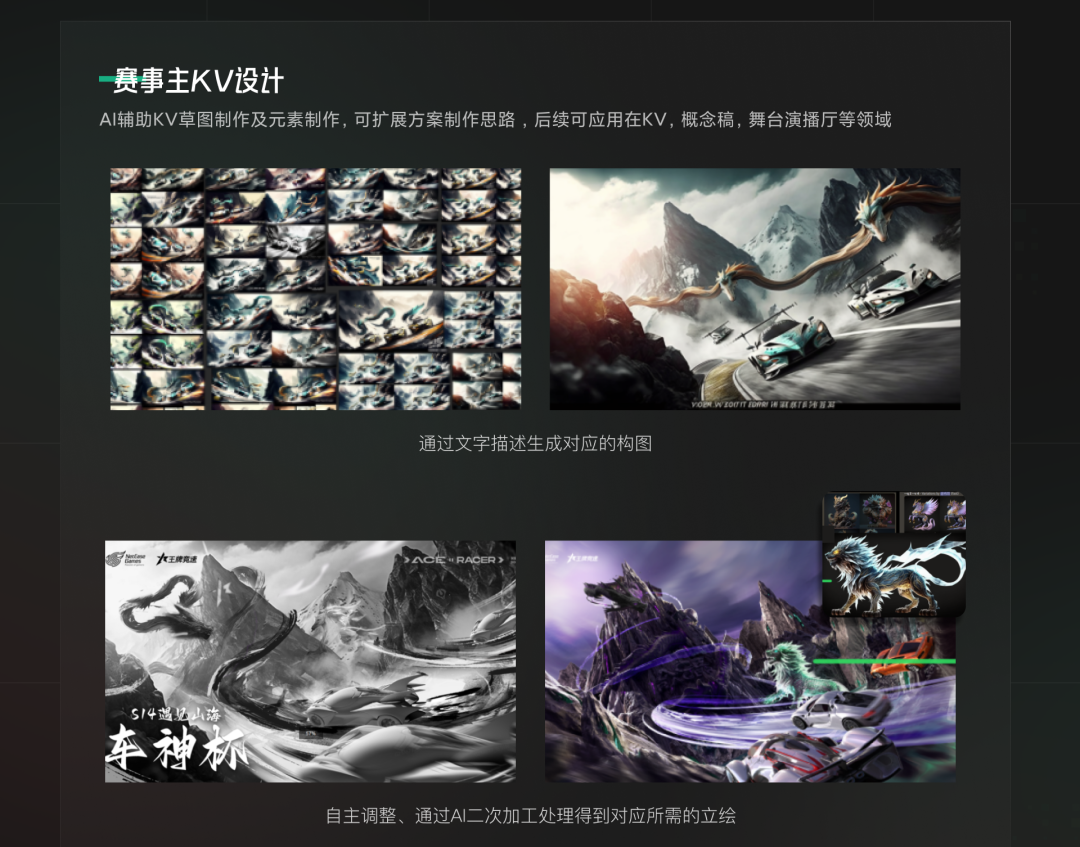 赛事主KV设计
AI辅助KV草图制作及元素制作, 可扩展方案制作思路 , 后续可应用在KV, 概念稿, 舞台演播厅等领域
通过文字描述生成对应的构图
NetEase Games
王牌竞速
ACE RACER
S14遇见山海
车神杯
王牌竞速
自主调整、通过AI二次加工处理得到对应所需的立绘